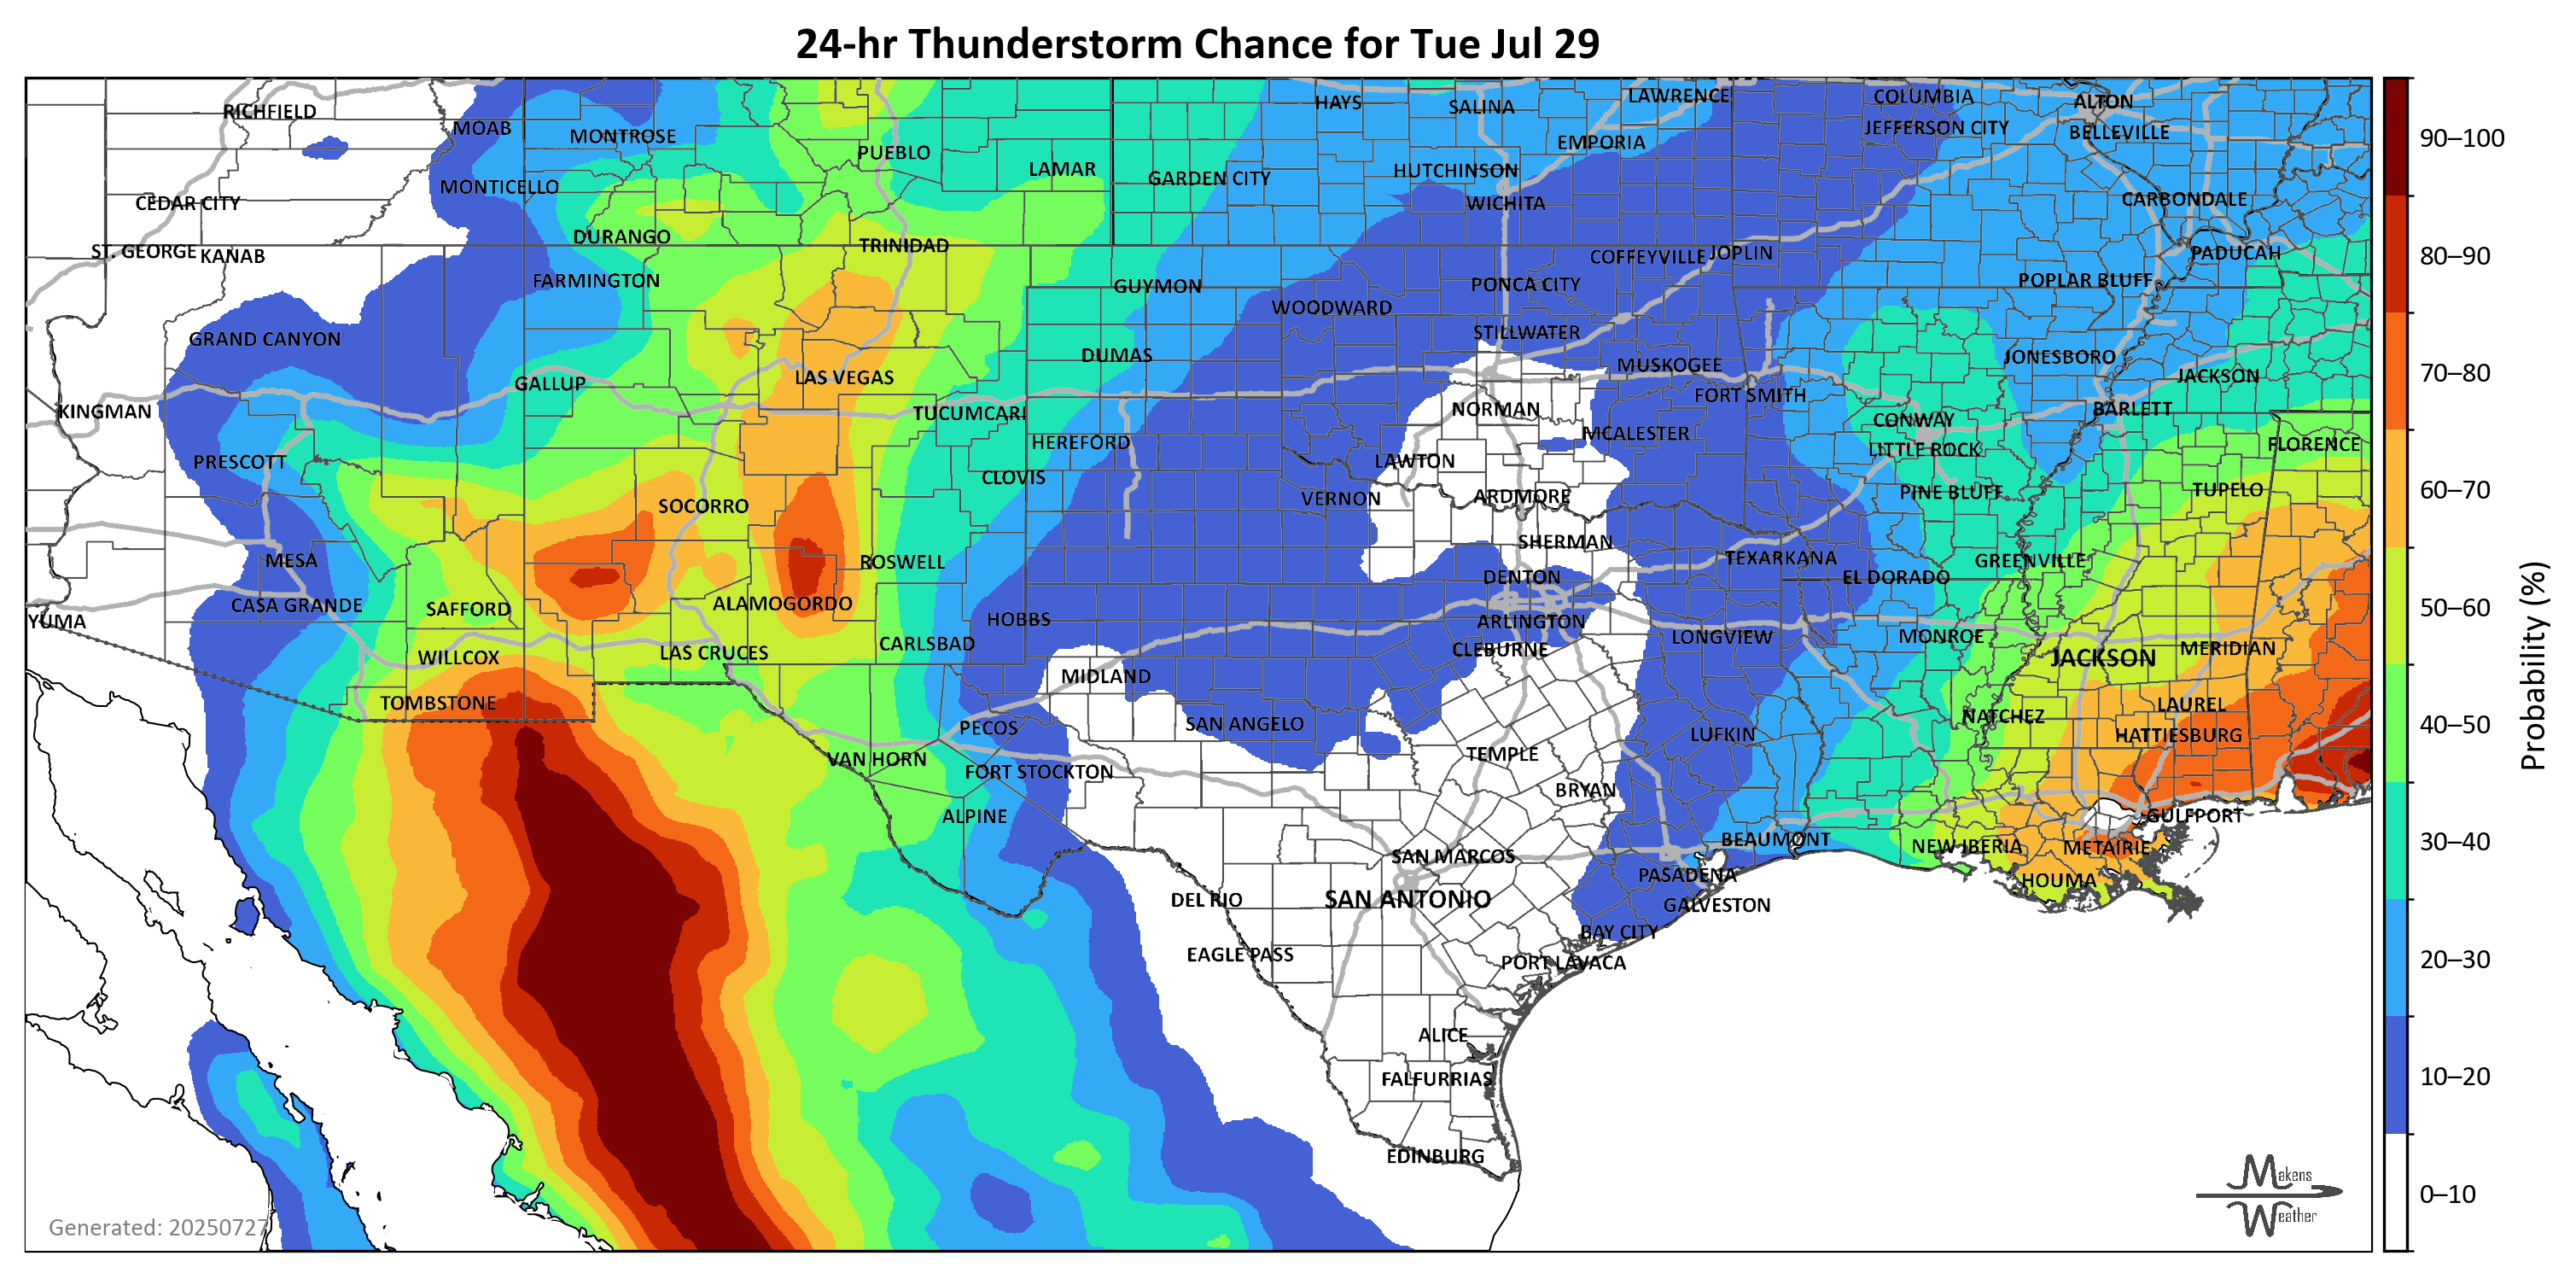 24-hr Thunderstorm Chance for Tue Jul 29
RICHFIELD
MOAB
MONTROSE
PUEBLO
LAMAR
GARDEN CITY
HAYS
SALINA
LAWRENCE
EMPORIA
HUTCHINSON
WICHITA
COLUMBIA
JEFFERSON CITY
ALTON
BELLEVILLE
CEDAR CITY
MONTICELLO
CARBONDALE
ST. GEORGE
KANAB
DURANGO
TRINIDAD
COFFEYVILLE
JOPLIN
PADUCAH
FARMINGTON
GUYMON
WOODWARD
PONCA CITY
POPLAR BLUFF
GRAND CANYON
STILLWATER
DUMAS
MUSKOGEE
JONESBORO
JACKSON
GALLUP
LAS VEGAS
FORT SMITH
KINGMAN
TUCUMCARI
NORMAN
BARLETT
CONWAY
HEREFORD
MCALESTER
LITTLE ROCK
FLORENCE
PRESCOTT
CLOVIS
LAWTON
VERNON
ARDMORE
PINE BLUFF
TUPELO
SOCORRO
SHERMAN
MESA
ROSWELL
TEXARKANA
GREENVILLE
DENTON
EL DORADO
CASA GRANDE
SAFFORD
ALAMOGORDO
YUMA
HOBBS
ARLINGTON
LONGVIEW
MONROE
CARLSBAD
CLEBURNE
WILLCOX
LAS CRUCES
JACKSON
MERIDIAN
MIDLAND
TOMBSTONE
PECOS
SAN ANGELO
LUFKIN
NATCHEZ
LAUREL
HATTIESBURG
VAN HORN
FORT STOCKTON
TEMPLE
BRYAN
ALPINE
BEAUMONT
GULFPORT
SAN MARCOS
NEW IBERIA
METAIRIE
PASADENA
HOUMA
DEL RIO
SAN ANTONIO
GALVESTON
BAY CITY
EAGLE PASS
PORT LAVACA
ALICE
FALFURRIAS
EDINBURG
Generated: 20250727
Makens
Weather
90–100
80–90
70–80
60–70
50–60
40–50
30–40
20–30
10–20
0–10
Probability (%)